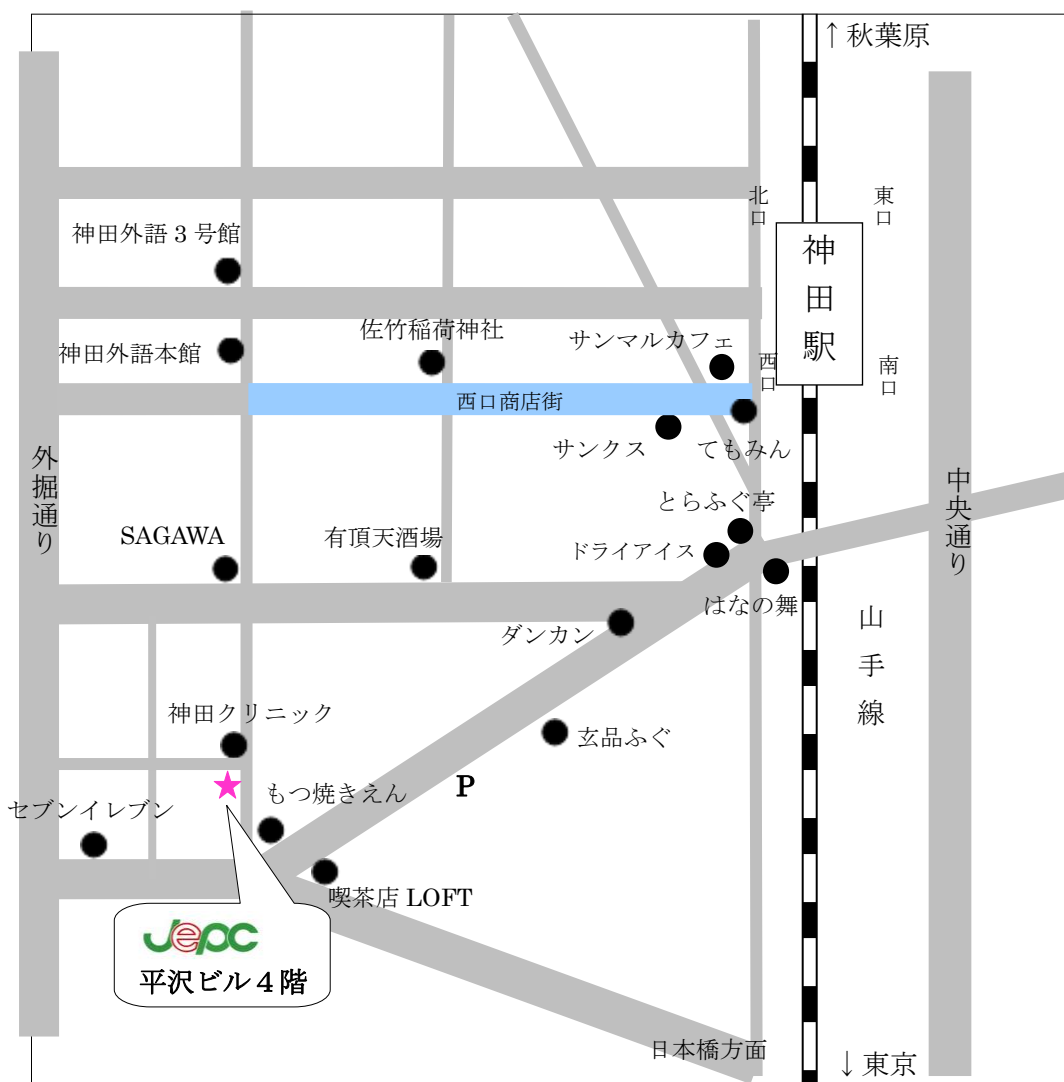 ↑秋葉原
北口
東口
神田外語3号館
神田駅
佐竹稲荷神社
サンマルカフェ
神田外語本館
西口
南口
西口商店街
サンクス
てもみん
外掘通り
中央通り
とらふぐ亭
SAGAWA
有頂天酒場
ドライアイス
はなの舞
ダンカン
山手線
神田クリニック
玄品ふぐ
もつ焼きえん
P
セブンイレブン
喫茶店 LOFT
Jepc
平沢ビル4階
日本橋方面
↓東京